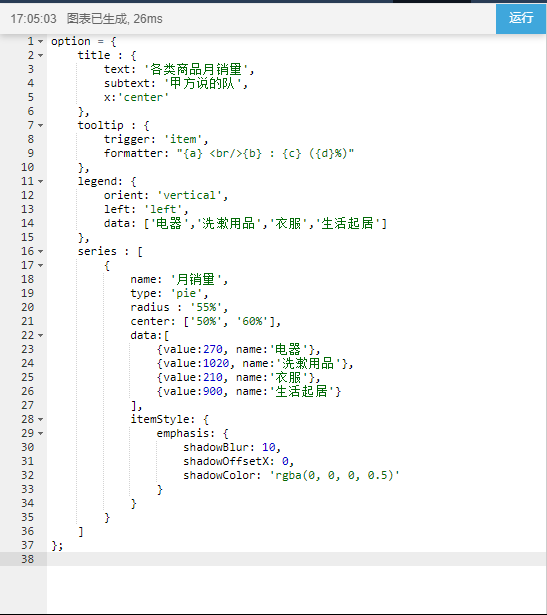 17:05:03 图表已生成, 26ms 运行
1 option = {
2 title : {
3 text: '各类商品月销量',
4 subtext: '甲方说的队',
5 x:'center'
6 },
7 tooltip : {
8 trigger: 'item',
9 formatter: "{a} <br/>{b} : {c} ({d}%)"
10 },
11 legend: {
12 orient: 'vertical',
13 left: 'left',
14 data: ['电器','洗漱用品','衣服','生活起居']
15 },
16 series : [
17 {
18 name: '月销量',
19 type: 'pie',
20 radius : '55%',
21 center: ['50%', '60%'],
22 data:[
23 {value:270, name:'电器'},
24 {value:1020, name:'洗漱用品'},
25 {value:210, name:'衣服'},
26 {value:900, name:'生活起居'}
27 ],
28 itemStyle: {
29 emphasis: {
30 shadowBlur: 10,
31 shadowOffsetX: 0,
32 shadowColor: 'rgba(0, 0, 0, 0.5)'
33 }
34 }
35 }
36 ]
37 };
38